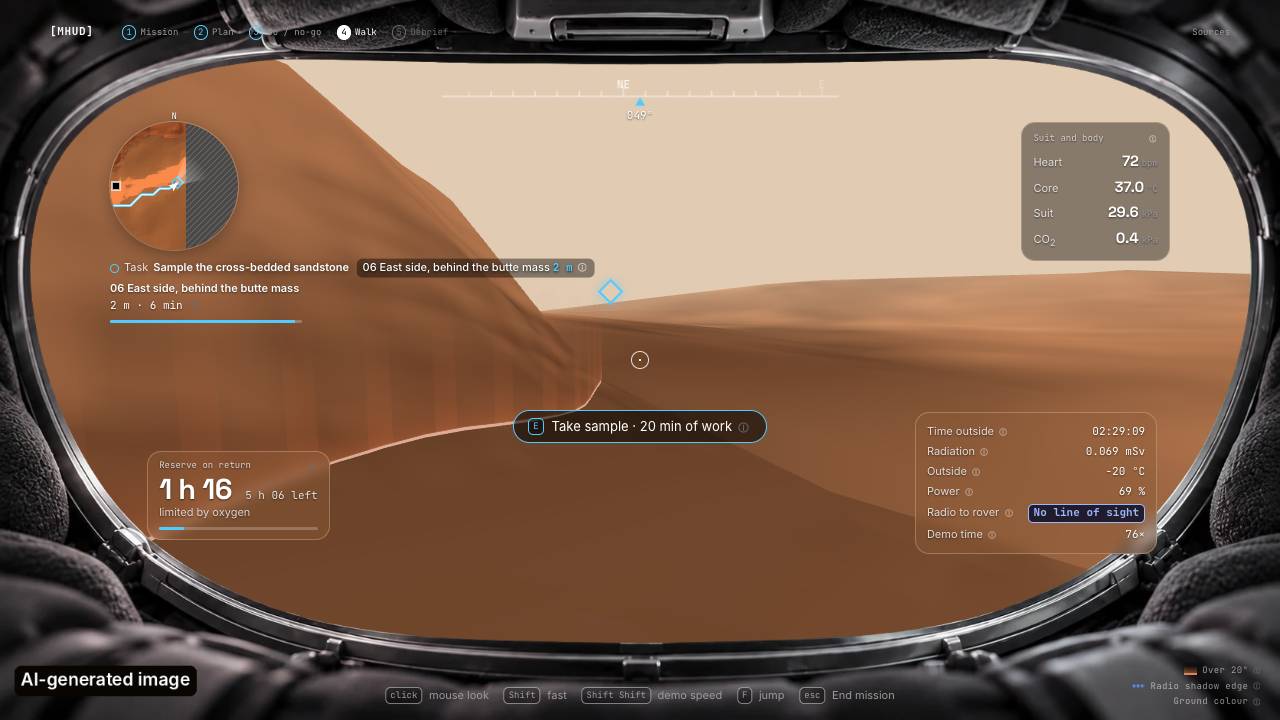 [MHUD] 1 Mission 2 Plan 3 / no-go 4 Walk 5 Debrief Sources
NE E
049°
N
Suit and body
Heart 72 bpm
Core 37.0 °C
Suit 29.6 kPa
CO2 0.4 kPa
Task Sample the cross-bedded sandstone 06 East side, behind the butte mass 2 m
06 East side, behind the butte mass
2 m · 6 min
E Take sample · 20 min of work
Reserve on return
1 h 16 5 h 06 left
limited by oxygen
Time outside 02:29:09
Radiation 0.069 mSv
Outside -20 °C
Power 69 %
Radio to rover No line of sight
Demo time 76×
AI-generated image
click mouse look Shift fast Shift Shift demo speed F jump esc End mission
Over 20°
Radio shadow edge
Ground colour